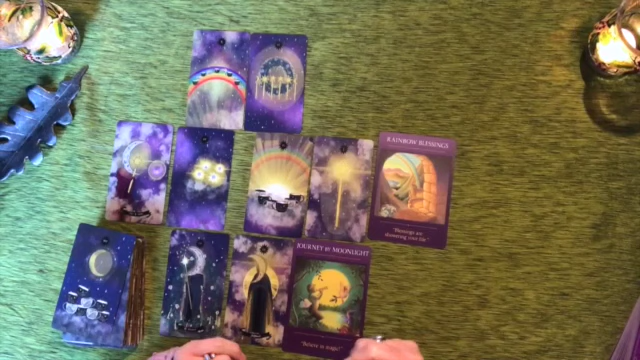 RAINBOW BLESSINGS
"Blessings are
showering your life."
JOURNEY BY MOONLIGHT
"Believe in magic!"